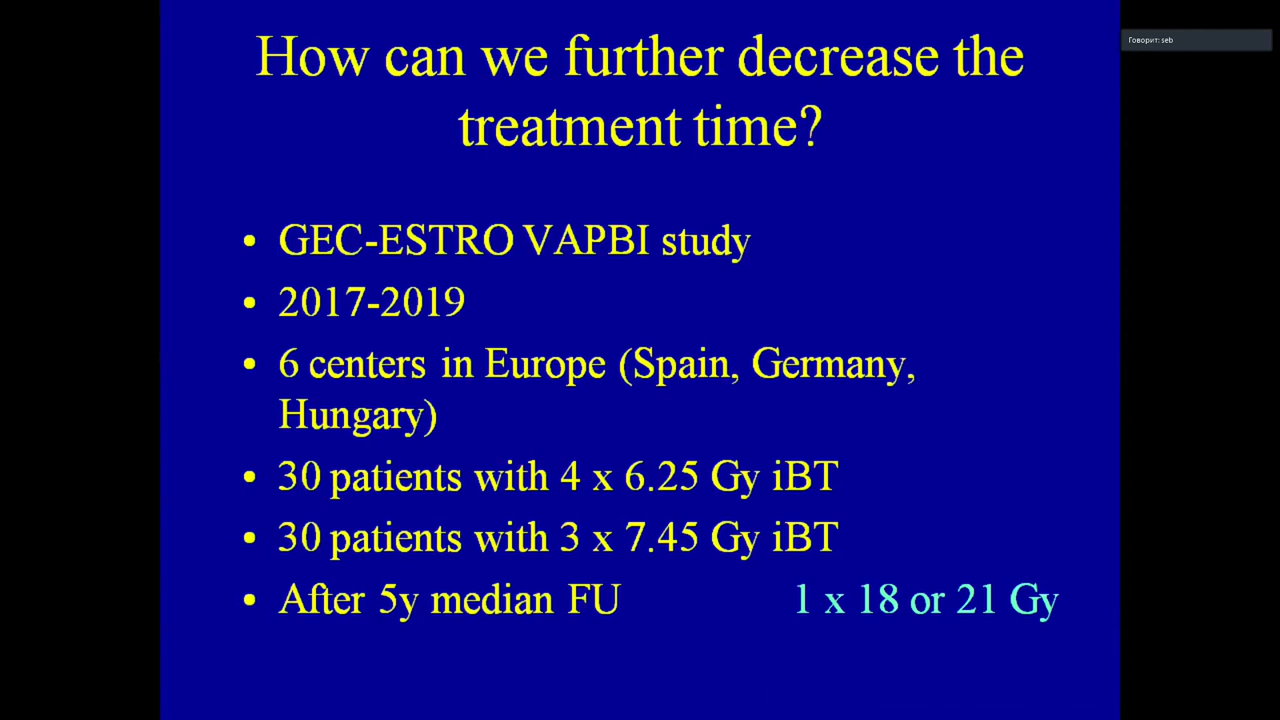 How can we further decrease the
treatment time?
• GEC-ESTRO VAPBI study
• 2017-2019
• 6 centers in Europe (Spain, Germany,
Hungary)
• 30 patients with 4 x 6.25 Gy iBT
• 30 patients with 3 x 7.45 Gy iBT
• After 5y median FU 1 x 18 or 21 Gy
Говорит: seb